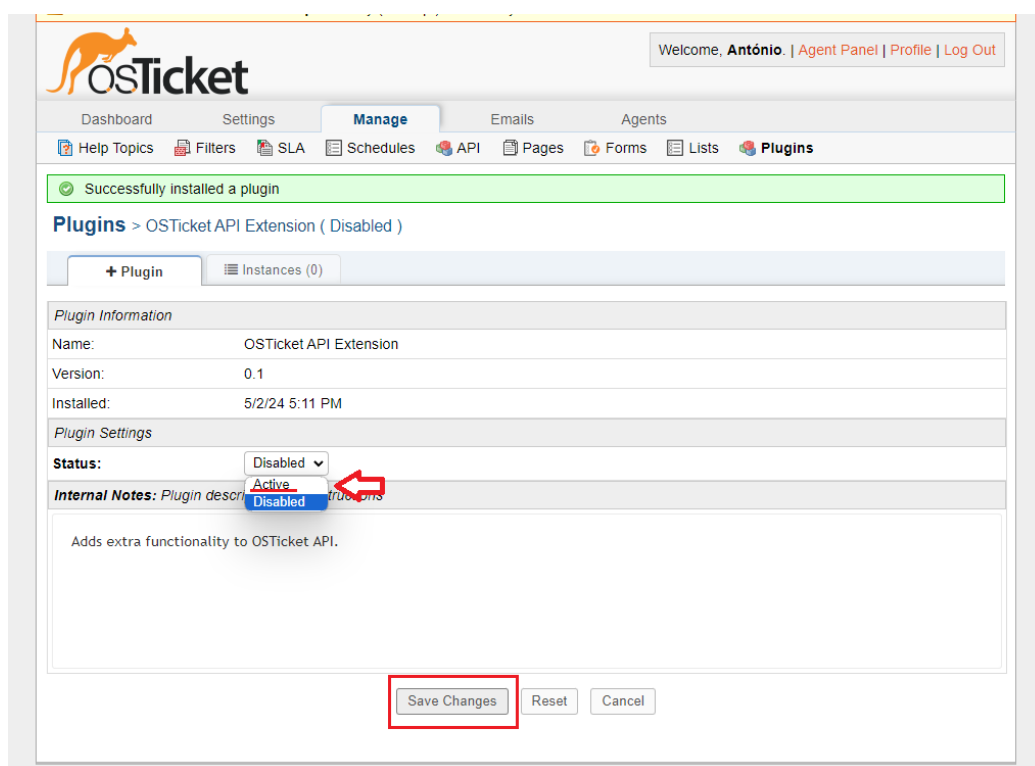 Welcome, António. | Agent Panel | Profile | Log Out
osTicket
Dashboard Settings Manage Emails Agents
Help Topics Filters SLA Schedules API Pages Forms Lists Plugins
Successfully installed a plugin
Plugins > OSTicket API Extension ( Disabled )
+ Plugin Instances (0)
Plugin Information
Name: OSTicket API Extension
Version: 0.1
Installed: 5/2/24 5:11 PM
Plugin Settings
Status: Disabled
Active
Internal Notes: Plugin
Disabled
Adds extra functionality to OSTicket API.
Save Changes Reset Cancel